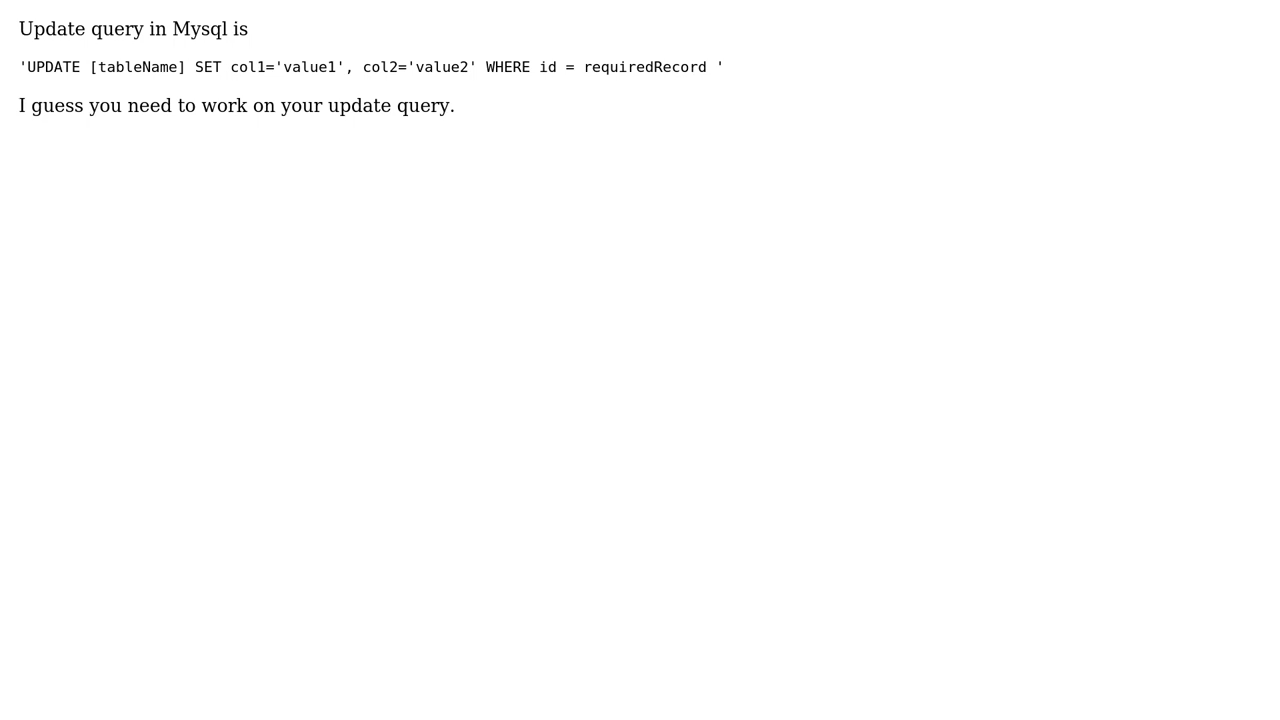 Update query in Mysql is
'UPDATE [tableName] SET col1='value1', col2='value2' WHERE id = requiredRecord '
I guess you need to work on your update query.